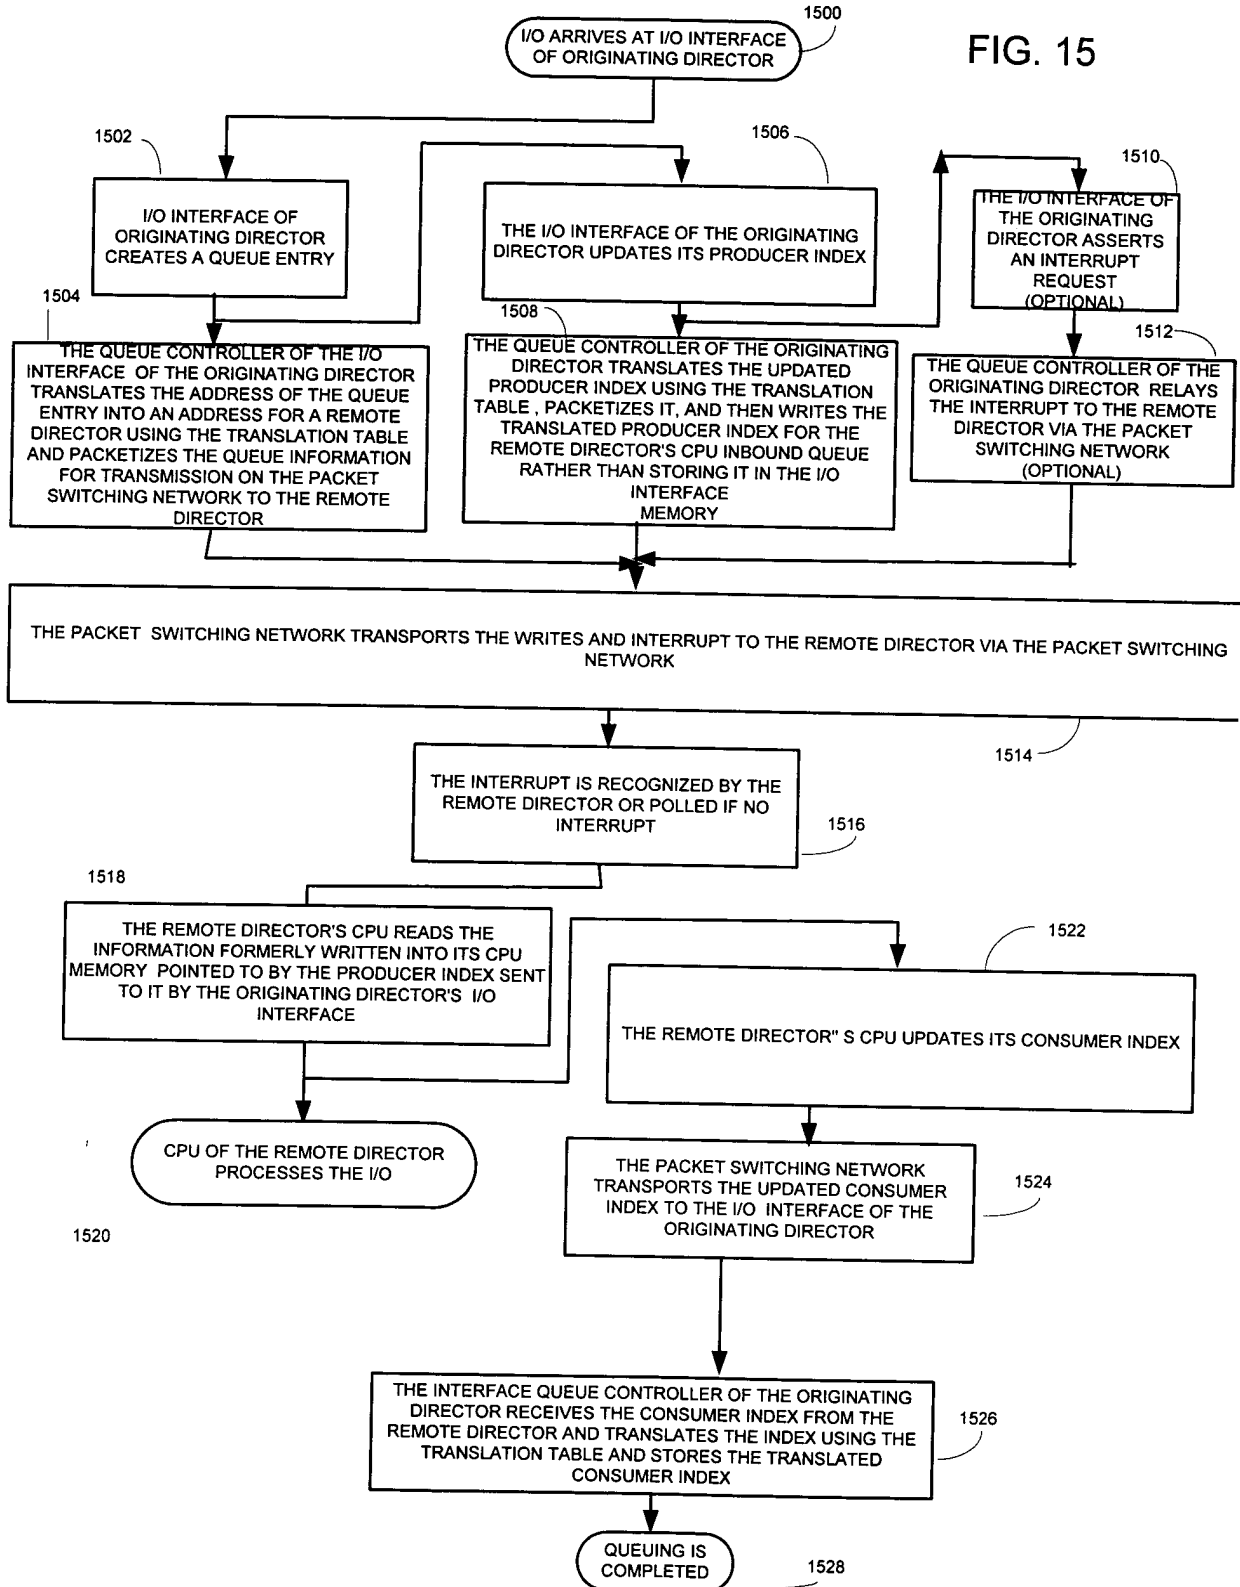 1500
I/O ARRIVES AT I/O INTERFACE
OF ORIGINATING DIRECTOR
FIG. 15
1502
I/O INTERFACE OF
ORIGINATING DIRECTOR
CREATES A QUEUE ENTRY
1506
THE I/O INTERFACE OF THE ORIGINATING
DIRECTOR UPDATES ITS PRODUCER INDEX
1510
THE I/O INTERFACE OF
THE ORIGINATING
DIRECTOR ASSERTS
AN INTERRUPT
REQUEST
(OPTIONAL)
1504
THE QUEUE CONTROLLER OF THE I/O
INTERFACE OF THE ORIGINATING DIRECTOR
TRANSLATES THE ADDRESS OF THE QUEUE
ENTRY INTO AN ADDRESS FOR A REMOTE
DIRECTOR USING THE TRANSLATION TABLE
AND PACKETIZES THE QUEUE INFORMATION
FOR TRANSMISSION ON THE PACKET
SWITCHING NETWORK TO THE REMOTE
DIRECTOR
1508
THE QUEUE CONTROLLER OF THE ORIGINATING
DIRECTOR TRANSLATES THE UPDATED
PRODUCER INDEX USING THE TRANSLATION
TABLE , PACKETIZES IT, AND THEN WRITES THE
TRANSLATED PRODUCER INDEX FOR THE
REMOTE DIRECTOR'S CPU INBOUND QUEUE
RATHER THAN STORING IT IN THE I/O
INTERFACE
MEMORY
1512
THE QUEUE CONTROLLER OF THE
ORIGINATING DIRECTOR RELAYS
THE INTERRUPT TO THE REMOTE
DIRECTOR VIA THE PACKET
SWITCHING NETWORK
(OPTIONAL)
THE PACKET SWITCHING NETWORK TRANSPORTS THE WRITES AND INTERRUPT TO THE REMOTE DIRECTOR VIA THE PACKET SWITCHING
NETWORK
1514
THE INTERRUPT IS RECOGNIZED BY THE
REMOTE DIRECTOR OR POLLED IF NO
INTERRUPT
1516
1518
THE REMOTE DIRECTOR'S CPU READS THE
INFORMATION FORMERLY WRITTEN INTO ITS CPU
MEMORY POINTED TO BY THE PRODUCER INDEX SENT
TO IT BY THE ORIGINATING DIRECTOR'S I/O
INTERFACE
1522
THE REMOTE DIRECTOR" S CPU UPDATES ITS CONSUMER INDEX
CPU OF THE REMOTE DIRECTOR
PROCESSES THE I/O
1520
THE PACKET SWITCHING NETWORK
TRANSPORTS THE UPDATED CONSUMER
INDEX TO THE I/O INTERFACE OF THE
ORIGINATING DIRECTOR
1524
THE INTERFACE QUEUE CONTROLLER OF THE ORIGINATING
DIRECTOR RECEIVES THE CONSUMER INDEX FROM THE
REMOTE DIRECTOR AND TRANSLATES THE INDEX USING THE
TRANSLATION TABLE AND STORES THE TRANSLATED
CONSUMER INDEX
1526
QUEUING IS
COMPLETED
1528